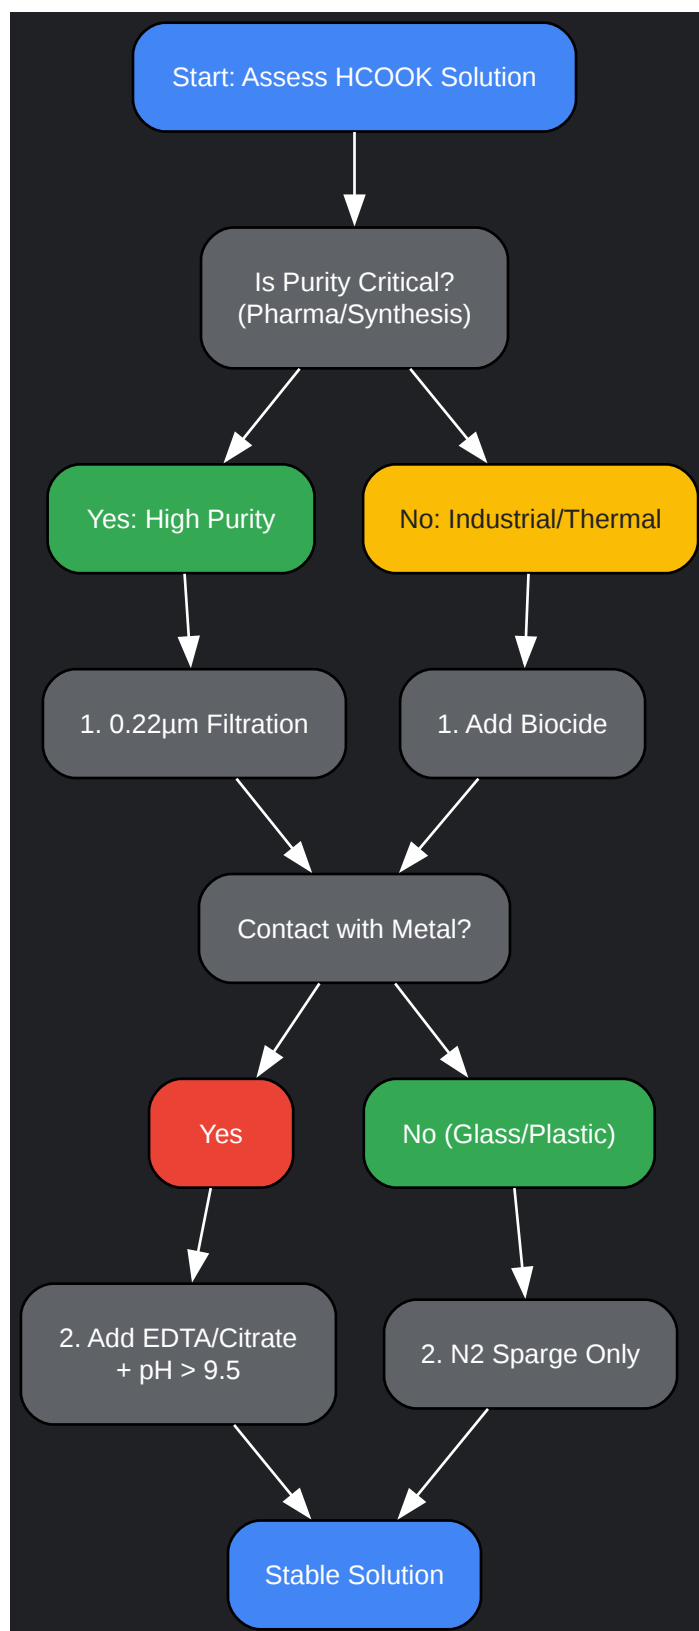 Start: Assess HCOOK Solution
Is Purity Critical?
(Pharma/Synthesis)
Yes: High Purity
No: Industrial/Thermal
1. 0.22µm Filtration
1. Add Biocide
Contact with Metal?
Yes
No (Glass/Plastic)
2. Add EDTA/Citrate
+ pH > 9.5
2. N2 Sparge Only
Stable Solution